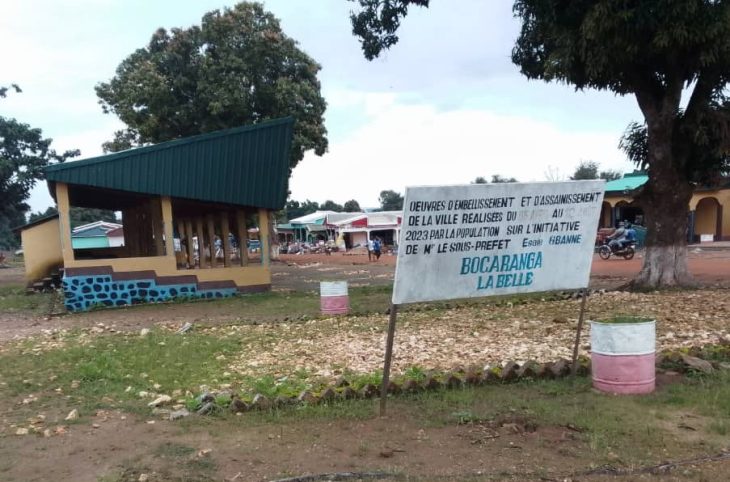 OEUVRES D'EMBELLISSEMENT ET D'ASSAINISSEMENT
DE LA VILLE REALISEES DU AU
2023 PAR LA POPULATION SUR L'INITIATIVE
DE Mr LE SOUS-PREFET
BOCARANGA
LA BELLE